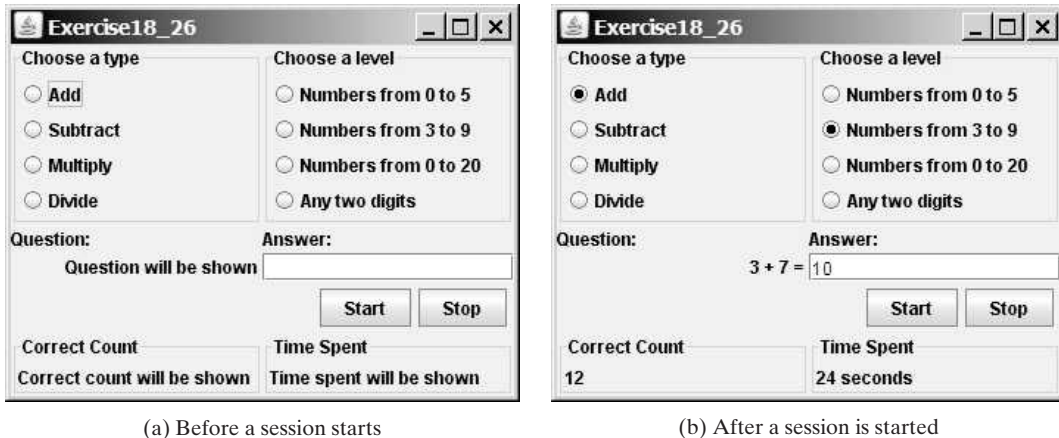 Exercise18_26
Choose a type
Add
Subtract
Multiply
Divide
Choose a level
Numbers from 0 to 5
Numbers from 3 to 9
Numbers from 0 to 20
Any two digits
Question:
Answer:
Question will be shown
Start
Stop
Correct Count
Correct count will be shown
Time Spent
Time spent will be shown
(a) Before a session starts
Exercise18_26
Choose a type
Add
Subtract
Multiply
Divide
Choose a level
Numbers from 0 to 5
Numbers from 3 to 9
Numbers from 0 to 20
Any two digits
Question:
Answer:
3 + 7 = 10
Start
Stop
Correct Count
12
Time Spent
24 seconds
(b) After a session is started